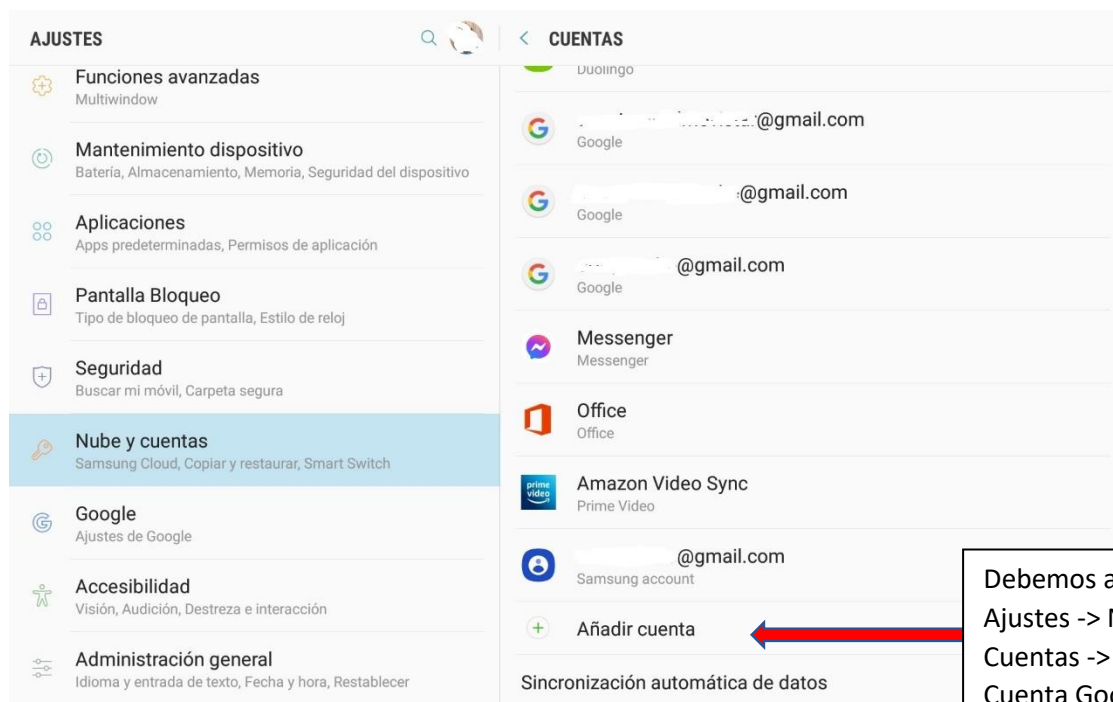 AJUSTES
Funciones avanzadas
Multiwindow
Mantenimiento dispositivo
Batería, Almacenamiento, Memoria, Seguridad del dispositivo
Aplicaciones
Apps predeterminadas, Permisos de aplicación
Pantalla Bloqueo
Tipo de bloqueo de pantalla, Estilo de reloj
Seguridad
Buscar mi móvil, Carpeta segura
Nube y cuentas
Samsung Cloud, Copiar y restaurar, Smart Switch
Google
Ajustes de Google
Accesibilidad
Visión, Audición, Destreza e interacción
Administración general
Idioma y entrada de texto, Fecha y hora, Restablecer
< CUENTAS
Duolingo
@gmail.com
Google
@gmail.com
Google
@gmail.com
Google
Messenger
Messenger
Office
Office
prime video
Amazon Video Sync
Prime Video
@gmail.com
Samsung account
Añadir cuenta
Sincronización automática de datos
Debemos
Ajustes ->
Cuentas ->
Cuenta